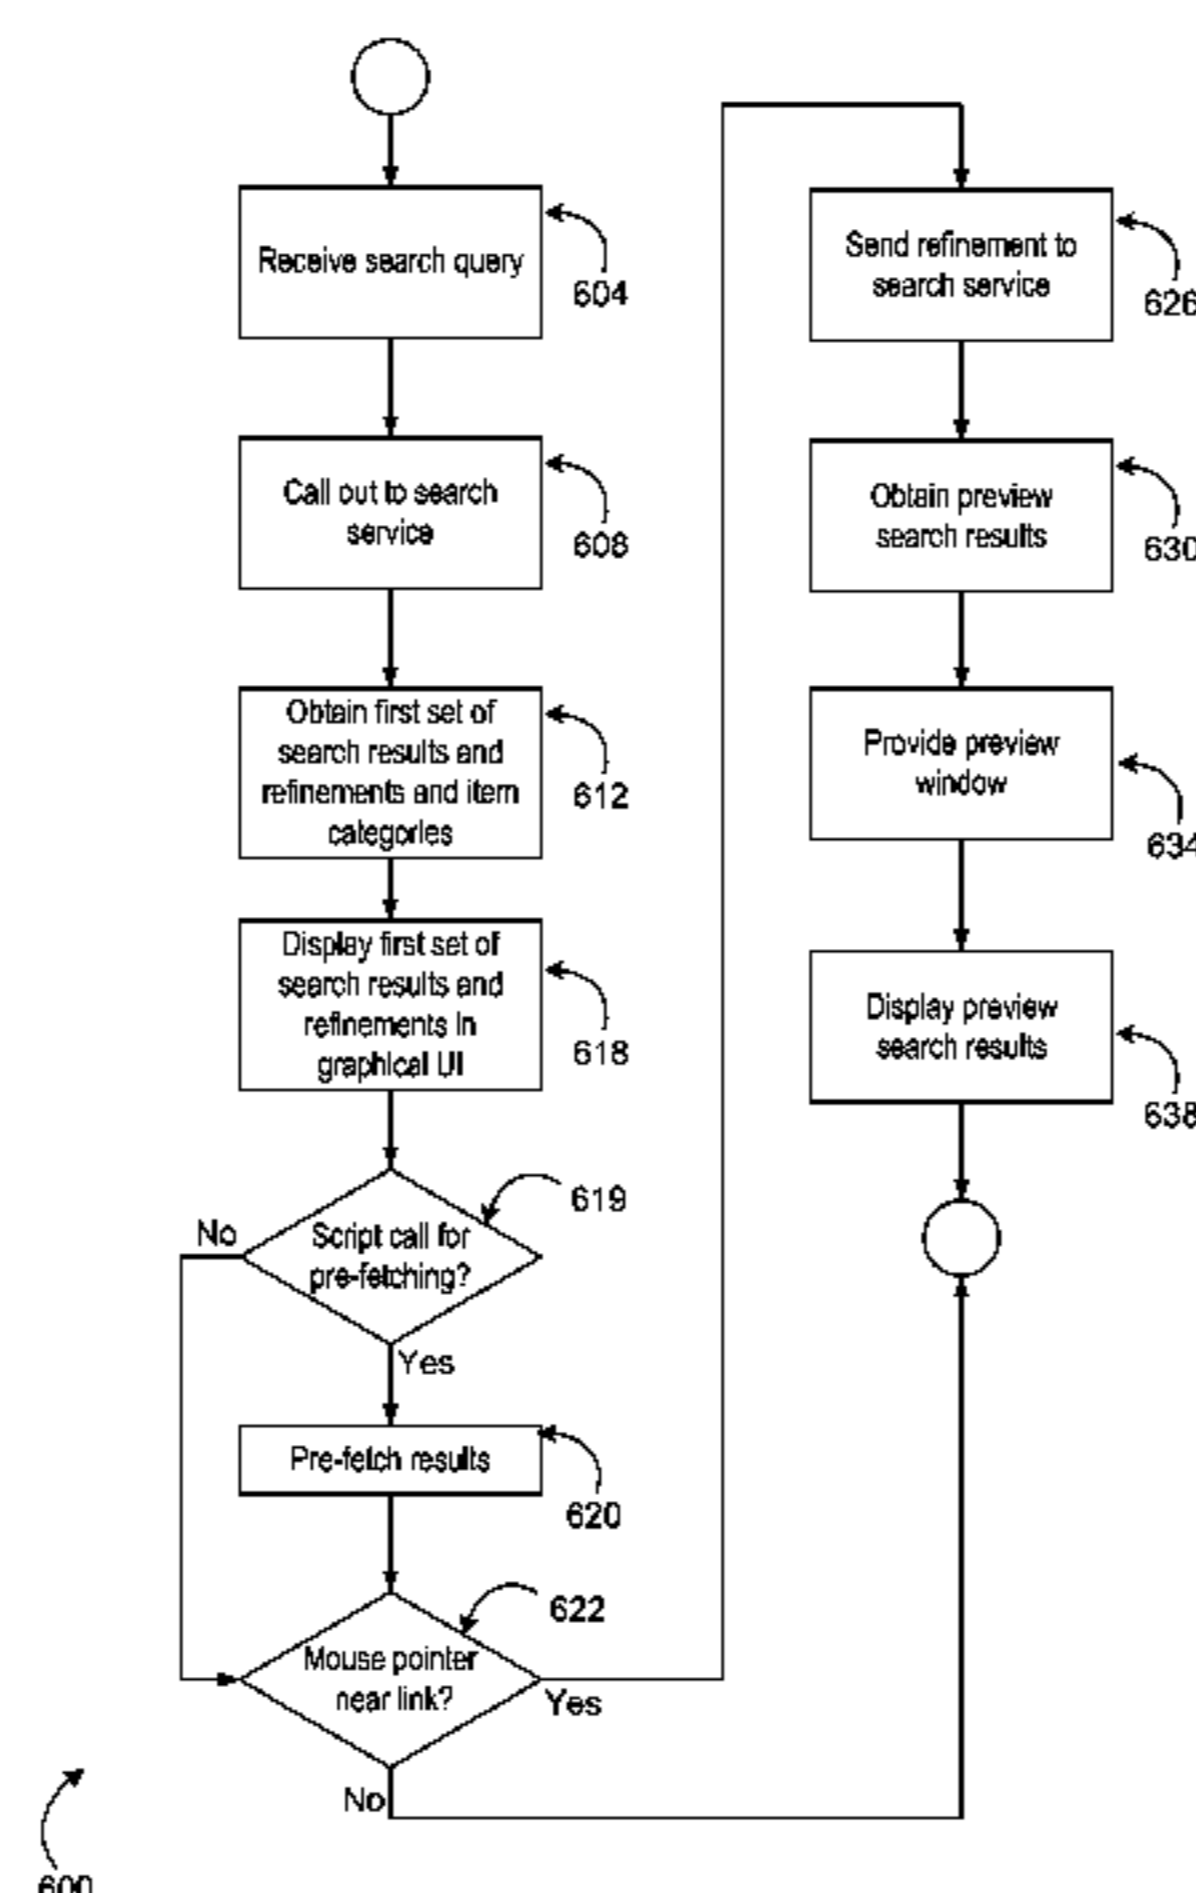 Receive search query
604
Call out to search
service
608
Obtain first set of
search results and
refinements and item
categories
612
Display first set of
search results and
refinements in
graphical UI
618
Script call for
pre-fetching?
619
No
Yes
Pre-fetch results
620
Mouse pointer
near link?
622
Yes
No
600
Send refinement to
search service
626
Obtain preview
search results
630
Provide preview
window
634
Display preview
search results
638